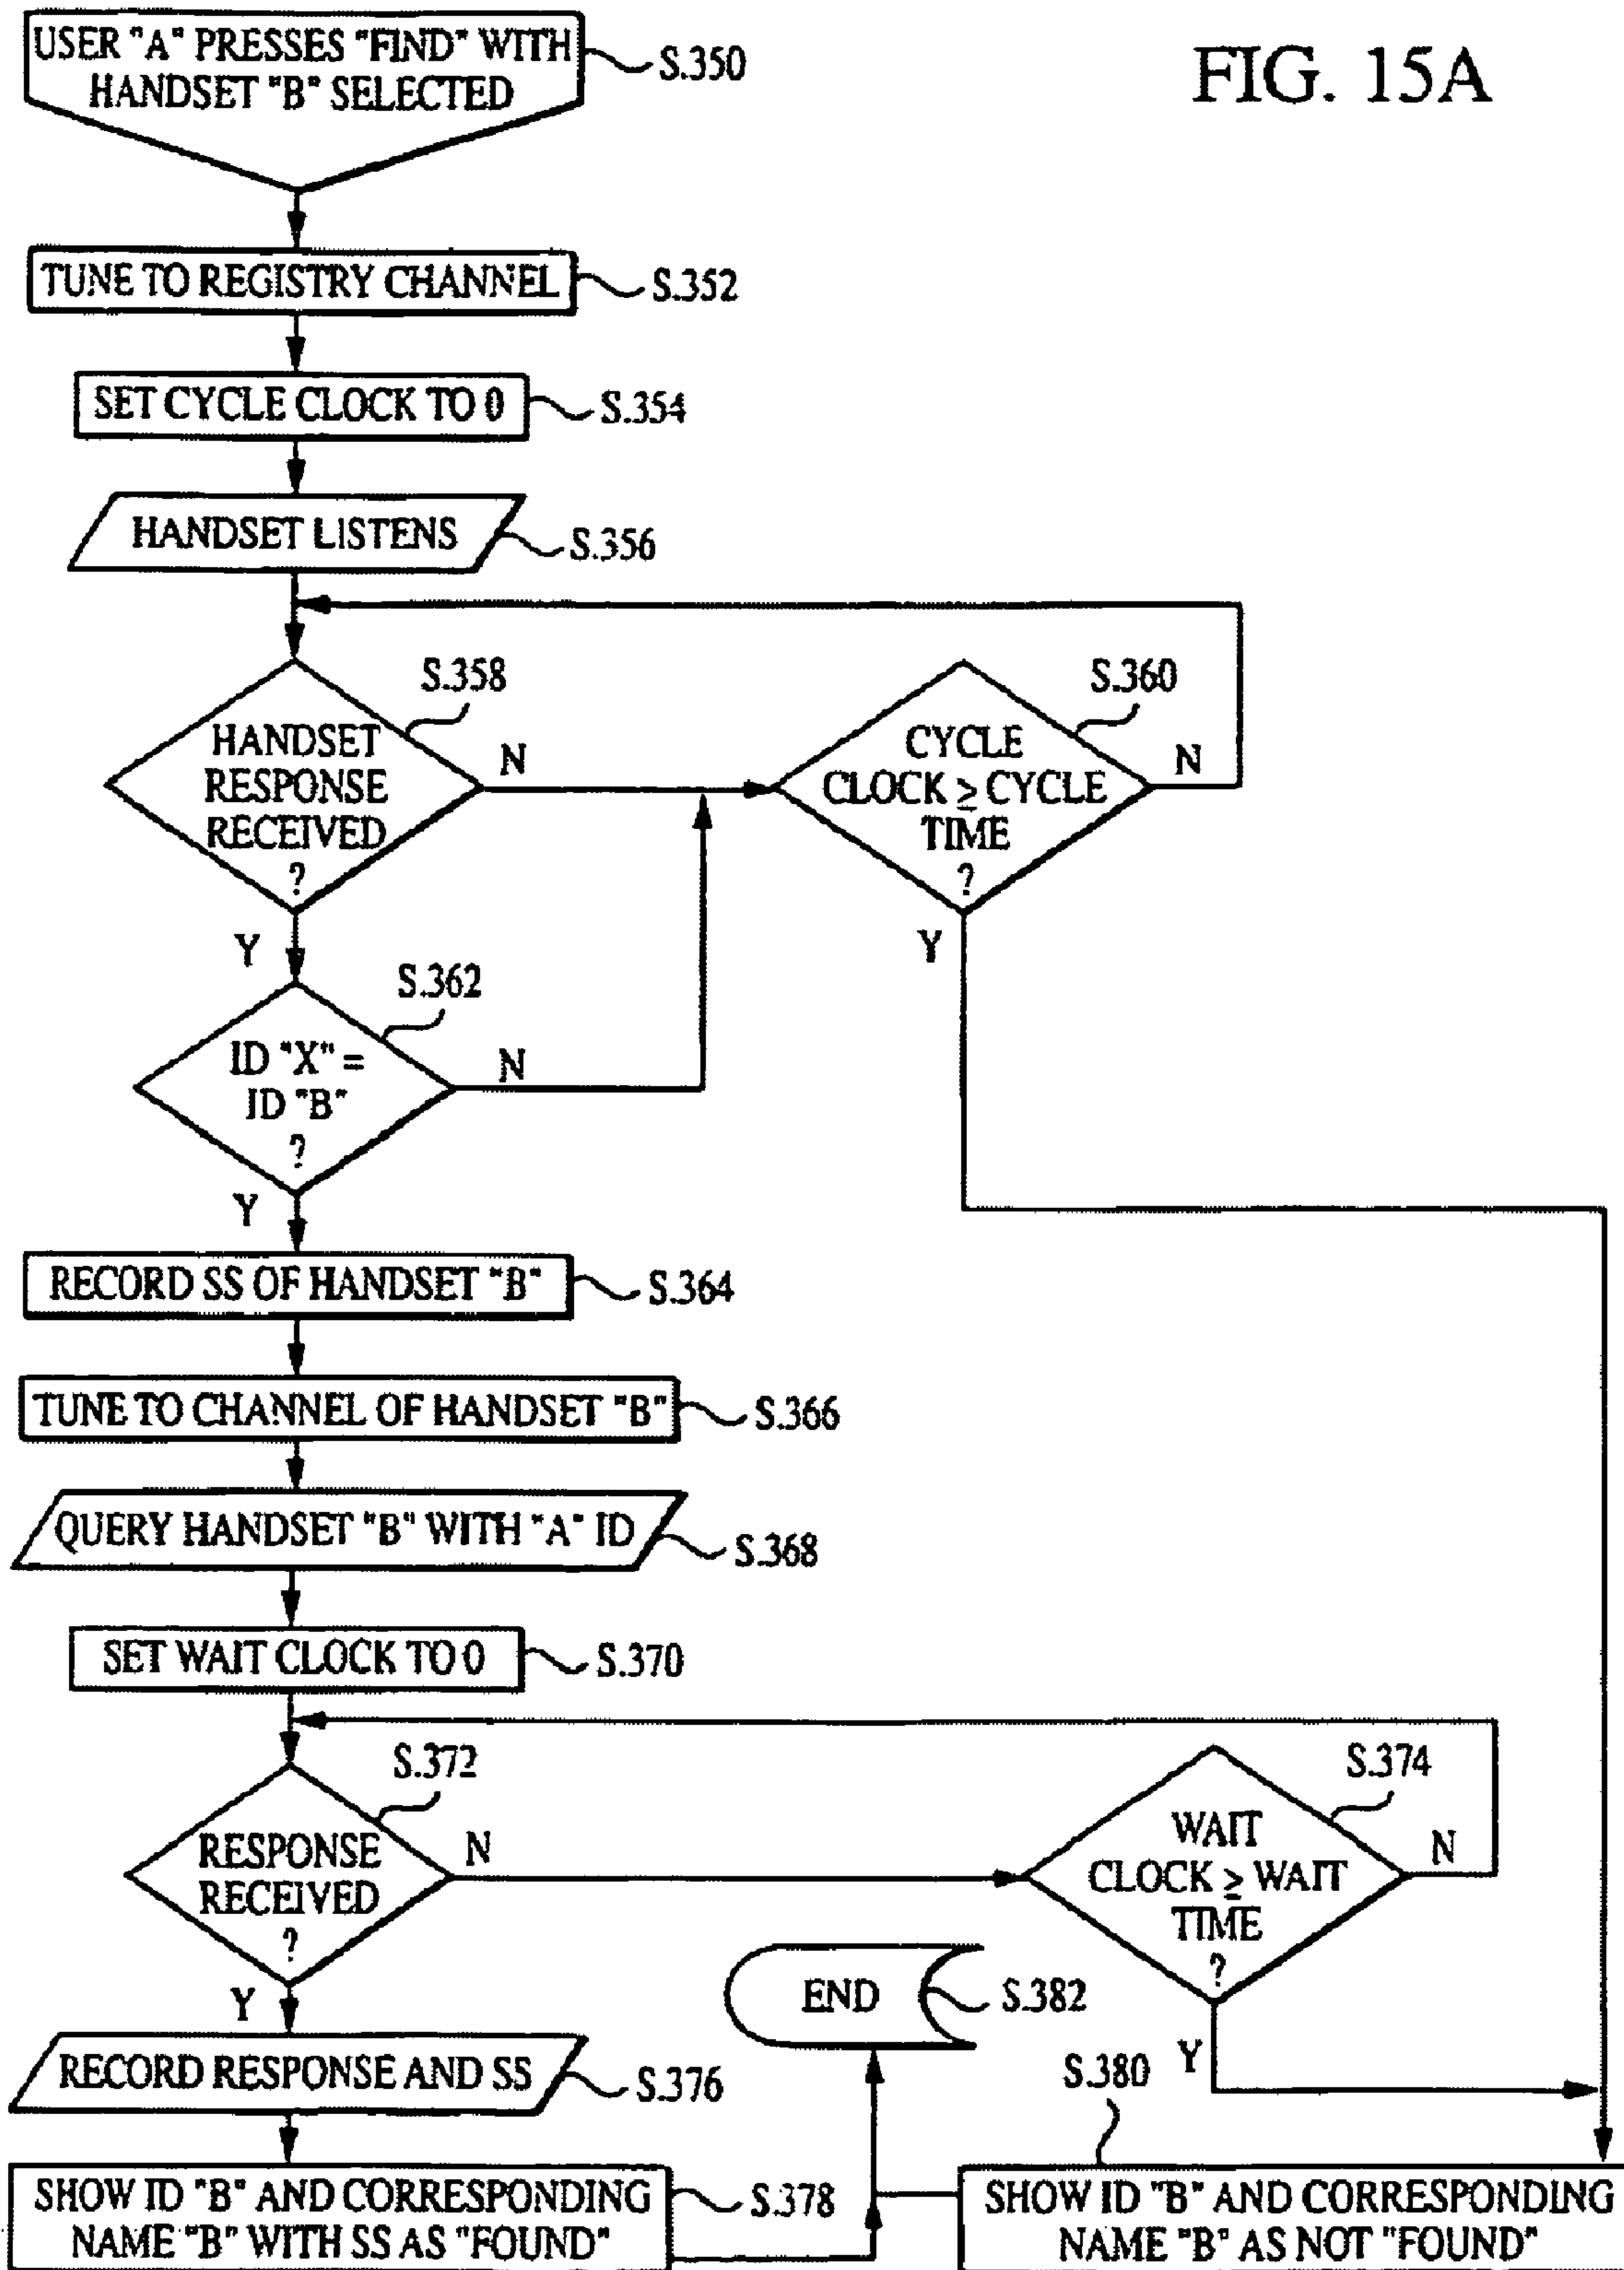 FIG. 15A
USER "A" PRESSES "FIND" WITH
HANDSET "B" SELECTED
S.350
TUNE TO REGISTRY CHANNEL
S.352
SET CYCLE CLOCK TO 0
S.354
HANDSET LISTENS
S.356
S.358
HANDSET
RESPONSE
RECEIVED
?
N
Y
S.360
CYCLE
CLOCK ≥ CYCLE
TIME
?
N
Y
S.362
ID "X" =
ID "B"
?
N
Y
RECORD SS OF HANDSET "B"
S.364
TUNE TO CHANNEL OF HANDSET "B"
S.366
QUERY HANDSET "B" WITH "A" ID
S.368
SET WAIT CLOCK TO 0
S.370
S.372
RESPONSE
RECEIVED
?
N
Y
S.374
WAIT
CLOCK ≥ WAIT
TIME
?
N
Y
END
S.382
RECORD RESPONSE AND SS
S.376
S.380
SHOW ID "B" AND CORRESPONDING
NAME "B" WITH SS AS "FOUND"
S.378
SHOW ID "B" AND CORRESPONDING
NAME "B" AS NOT "FOUND"